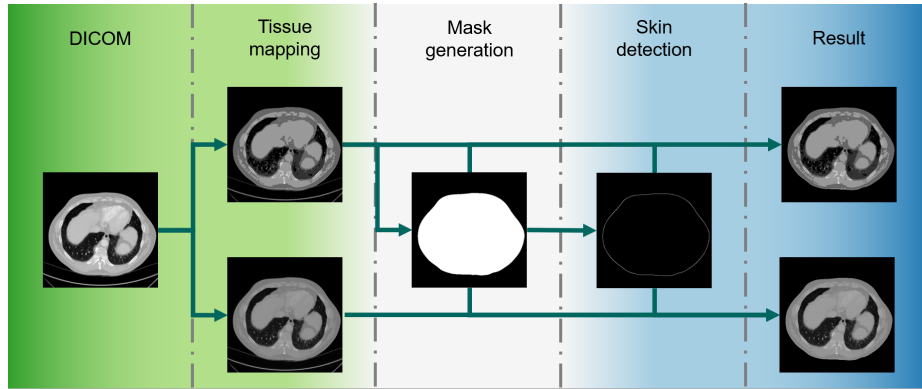 DICOM
Tissue
mapping
Mask
generation
Skin
detection
Result